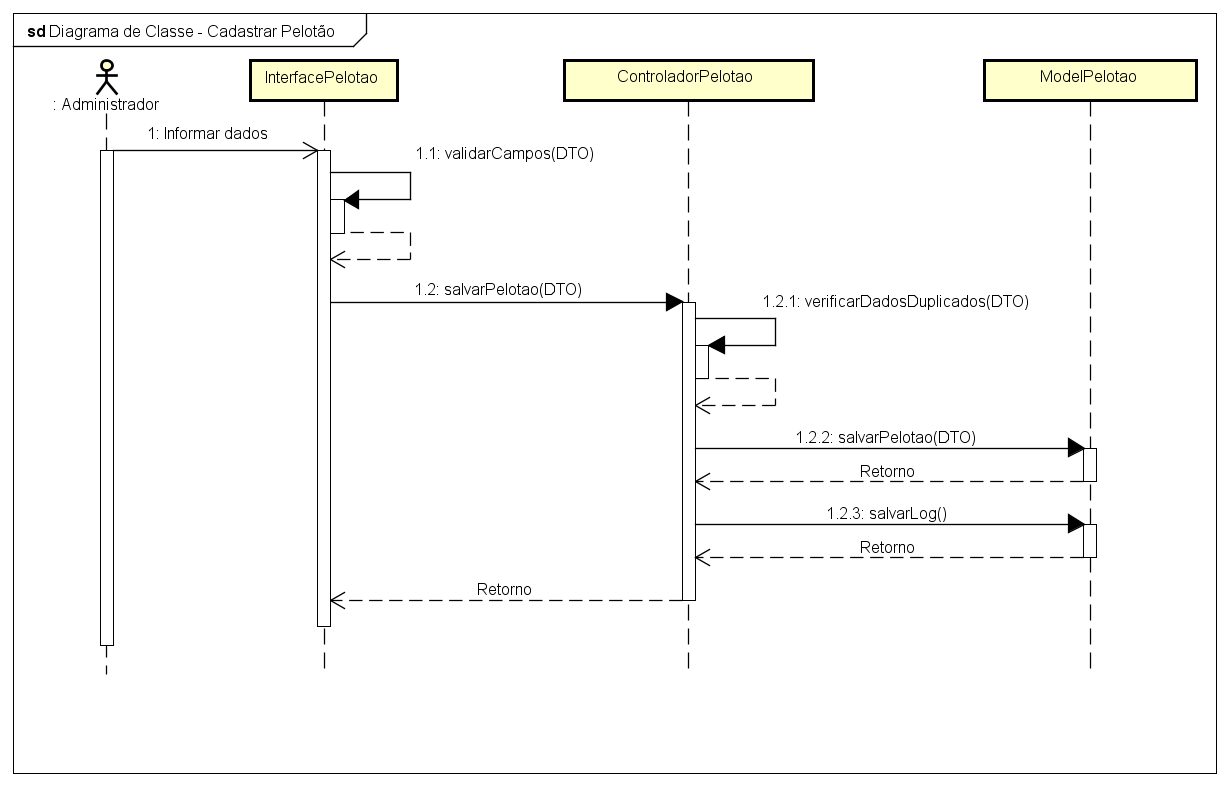 sd Diagrama de Classe - Cadastrar Pelotão
: Administrador
InterfacePelotao
ControladorPelotao
ModelPelotao
1: Informar dados
1.1: validarCampos(DTO)
1.2: salvarPelotao(DTO)
1.2.1: verificarDadosDuplicados(DTO)
1.2.2: salvarPelotao(DTO)
Retorno
1.2.3: salvarLog()
Retorno
Retorno